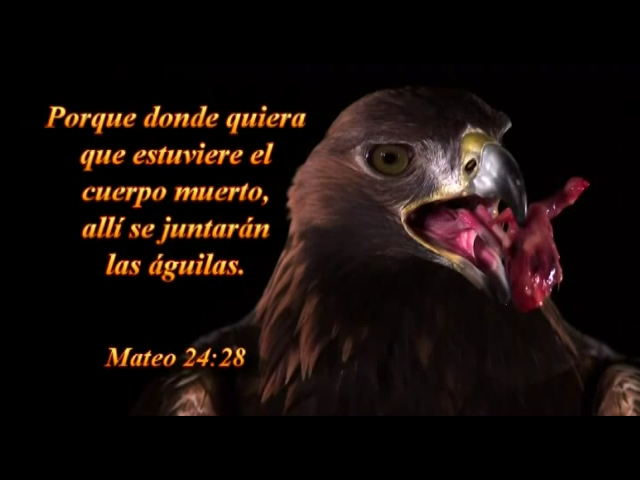 Porque donde quiera
que estuviere el
cuerpo muerto,
allí se juntarán
las águilas.
Mateo 24:28